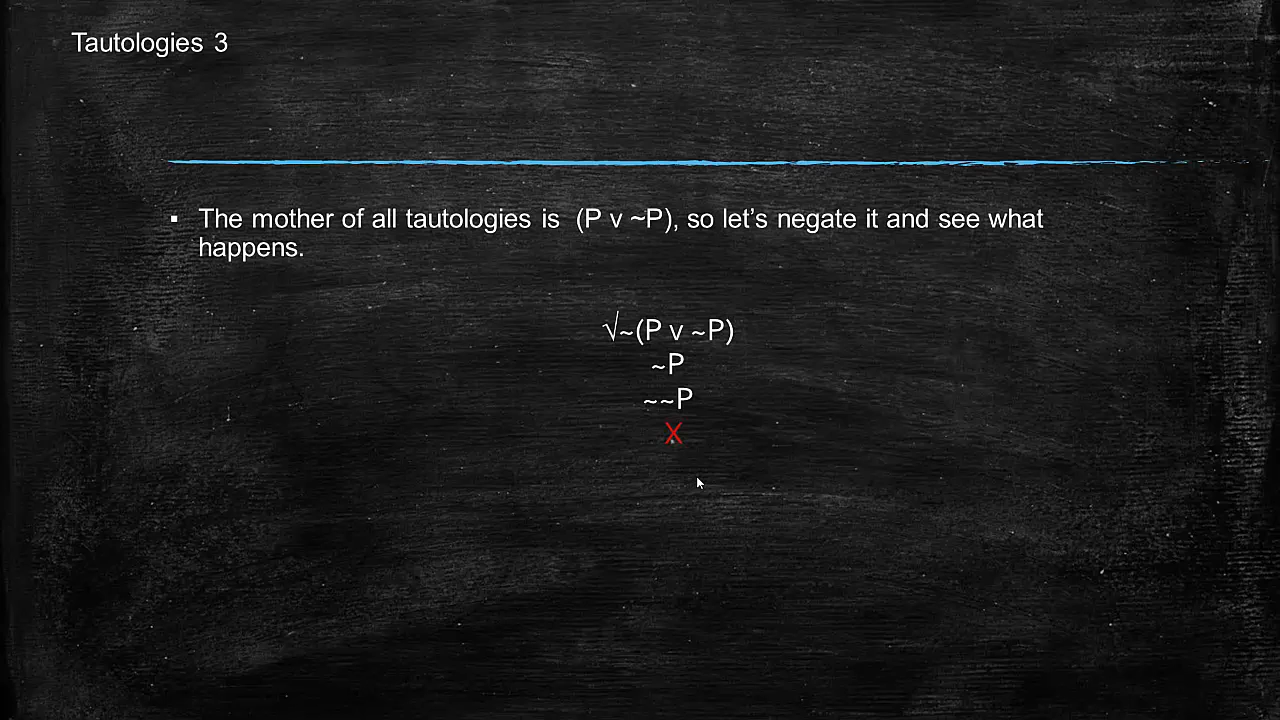 Tautologies 3
▪ The mother of all tautologies is (P v ~P), so let’s negate it and see what
happens.
√~(P v ~P)
~P
~~P
X